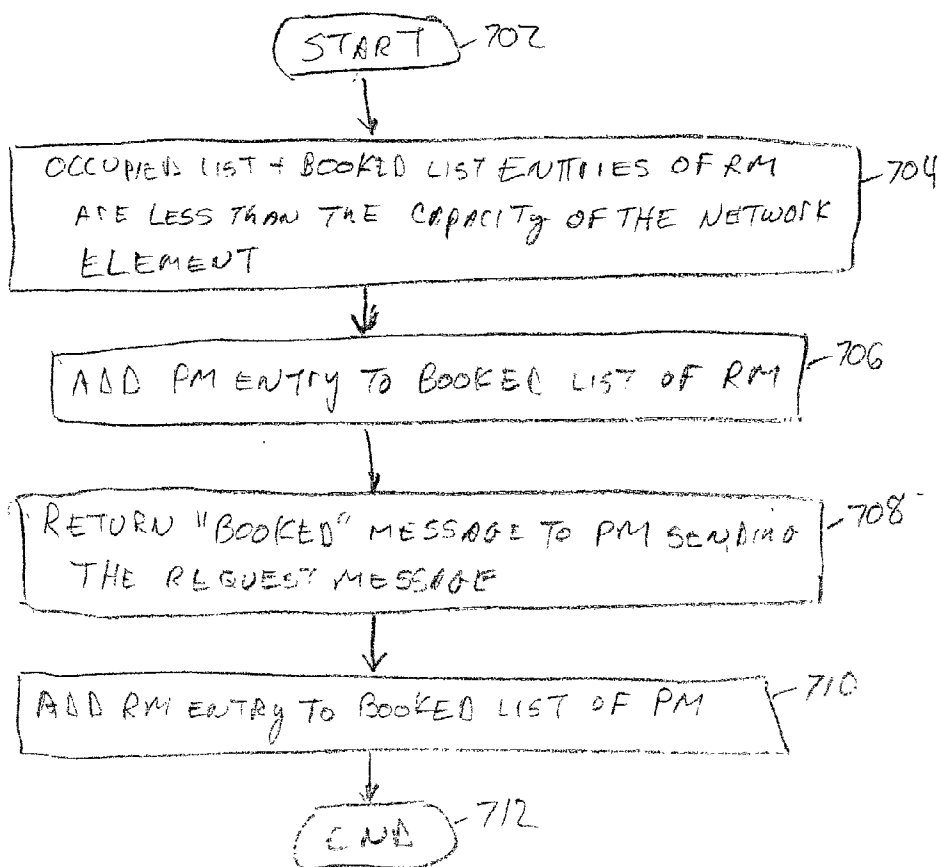 START 702
OCCUPIED LIST + BOOKED LIST ENTRIES OF RM 704
ARE LESS THAN THE CAPACITY OF THE NETWORK
ELEMENT
ADD PM ENTRY TO BOOKED LIST OF RM 706
RETURN "BOOKED" MESSAGE TO PM SENDING 708
THE REQUEST MESSAGE
ADD RM ENTRY TO BOOKED LIST OF PM 710
END 712